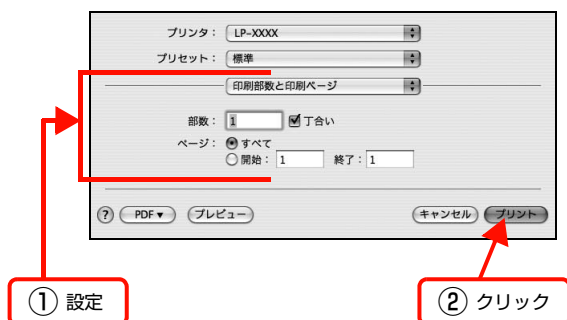 プリンタ： LP-XXXX
プリセット： 標準
印刷部数と印刷ページ
部数： 1 丁合い
ページ： すべて
開始： 1 終了： 1
? PDF▼ プレビュー キャンセル プリント
① 設定 ② クリック